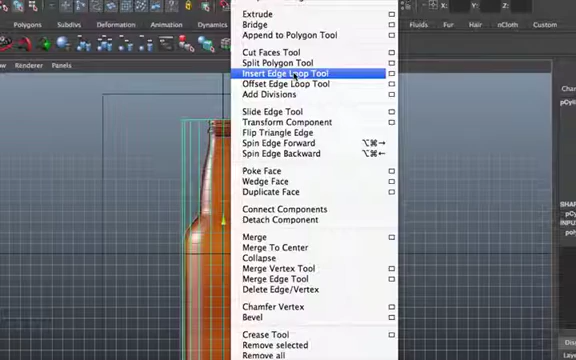 X: Y: Z:
Extrude
Polygons Subdivs Deformation Animation Dynamics Bridge Fluids Fur Hair nCloth Custom
Append to Polygon Tool
Cut Faces Tool
Split Polygon Tool
Renderer Panels
Insert Edge Loop Tool
Offset Edge Loop Tool
Add Divisions
Slide Edge Tool
Transform Component
Flip Triangle Edge
Spin Edge Forward ⌥⌘→
Spin Edge Backward ⌥⌘←
Poke Face
Wedge Face
Duplicate Face
Connect Components
Detach Component
Merge
Merge To Center
Collapse
Merge Vertex Tool
Merge Edge Tool
Delete Edge/Vertex
Chamfer Vertex
Bevel
Crease Tool
Remove selected
Remove all